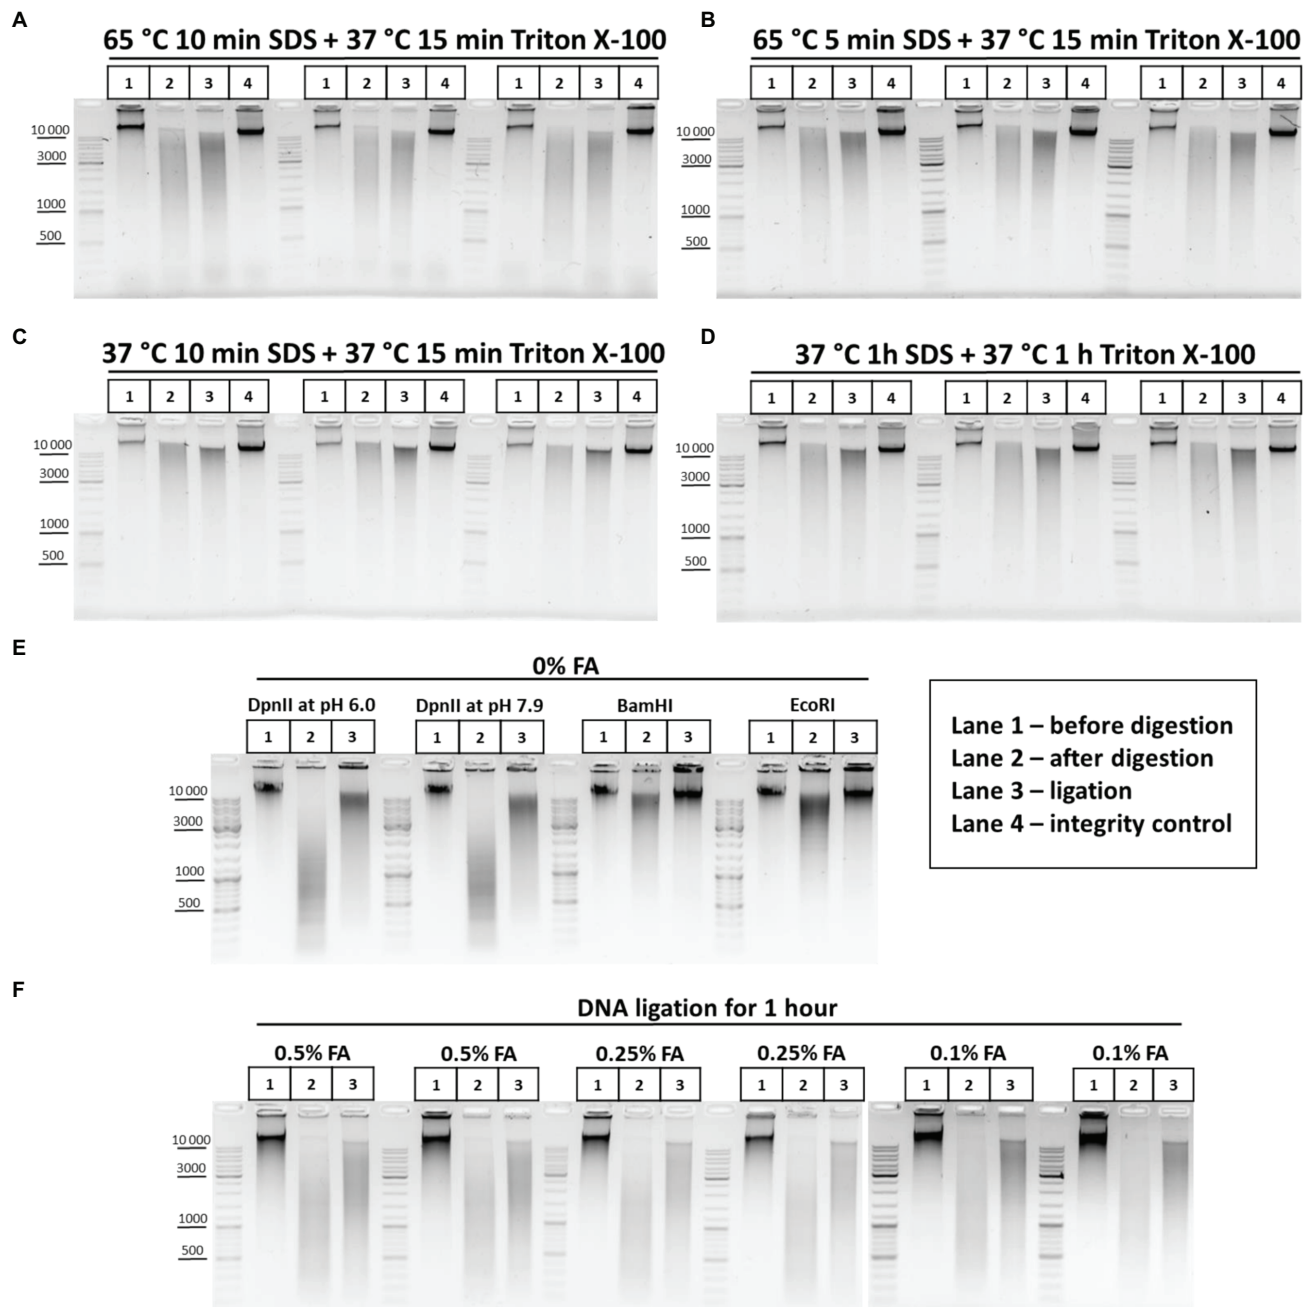 A
65 °C 10 min SDS + 37 °C 15 min Triton X-100
1 2 3 4 1 2 3 4 1 2 3 4
10 000
3000
1000
500
B
65 °C 5 min SDS + 37 °C 15 min Triton X-100
1 2 3 4 1 2 3 4 1 2 3 4
10 000
3000
1000
500
C
37 °C 10 min SDS + 37 °C 15 min Triton X-100
1 2 3 4 1 2 3 4 1 2 3 4
10 000
3000
1000
500
D
37 °C 1h SDS + 37 °C 1 h Triton X-100
1 2 3 4 1 2 3 4 1 2 3 4
10 000
3000
1000
500
E
0% FA
DpnII at pH 6.0 DpnII at pH 7.9 BamHI EcoRI
1 2 3 1 2 3 1 2 3 1 2 3
10 000
3000
1000
500
Lane 1 – before digestion
Lane 2 – after digestion
Lane 3 – ligation
Lane 4 – integrity control
F
DNA ligation for 1 hour
0.5% FA 0.5% FA 0.25% FA 0.25% FA 0.1% FA 0.1% FA
1 2 3 1 2 3 1 2 3 1 2 3 1 2 3 1 2 3
10 000
3000
1000
500